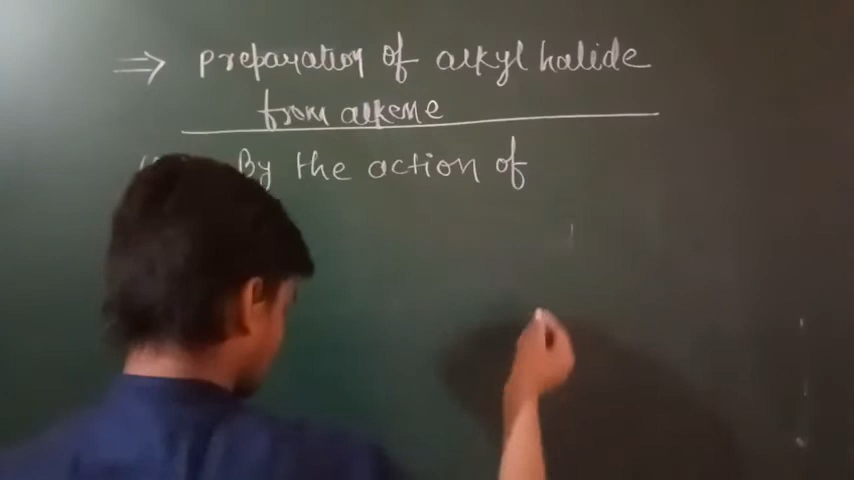 ⇒ Preparation of alkyl halide
from alkene
By the action of